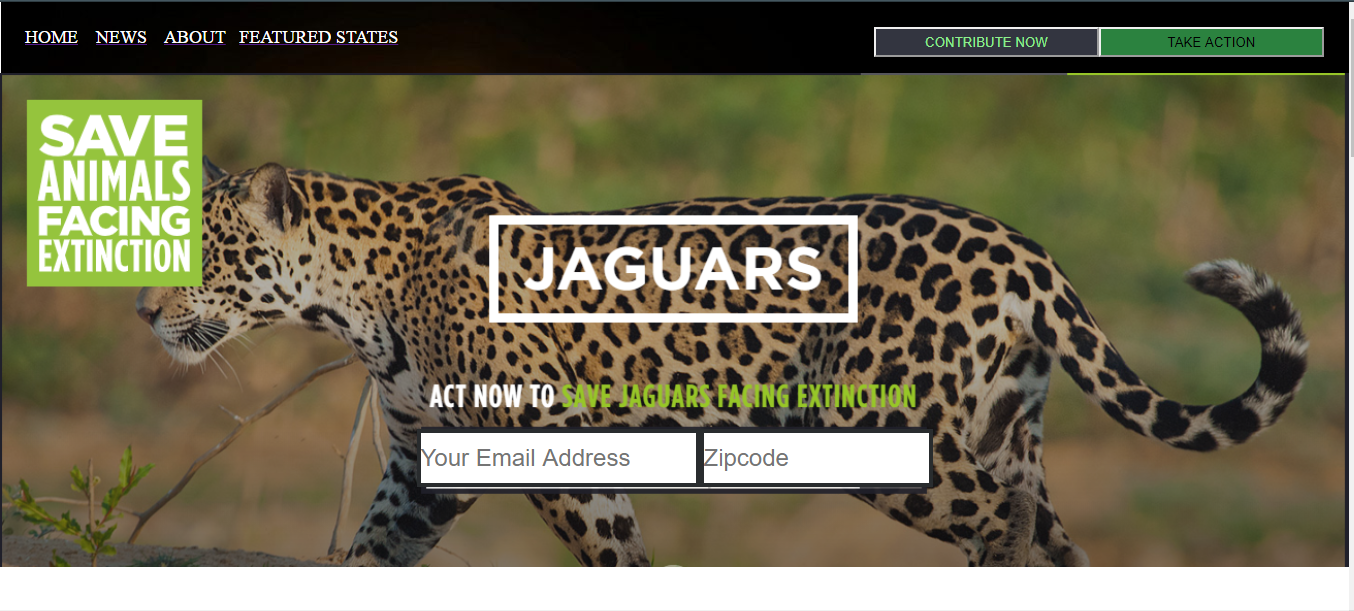 HOME NEWS ABOUT FEATURED STATES
CONTRIBUTE NOW TAKE ACTION
SAVE
ANIMALS
FACING
EXTINCTION
JAGUARS
ACT NOW TO SAVE JAGUARS FACING EXTINCTION
Your Email Address Zipcode